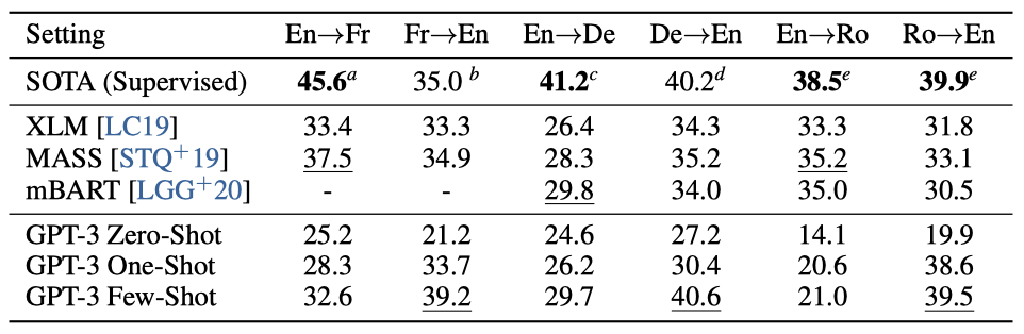 Setting En→Fr Fr→En En→De De→En En→Ro Ro→En
SOTA (Supervised) 45.6a 35.0 b 41.2c 40.2d 38.5e 39.9e
XLM [LC19] 33.4 33.3 26.4 34.3 33.3 31.8
MASS [STQ+19] 37.5 34.9 28.3 35.2 35.2 33.1
mBART [LGG+20] - - 29.8 34.0 35.0 30.5
GPT-3 Zero-Shot 25.2 21.2 24.6 27.2 14.1 19.9
GPT-3 One-Shot 28.3 33.7 26.2 30.4 20.6 38.6
GPT-3 Few-Shot 32.6 39.2 29.7 40.6 21.0 39.5